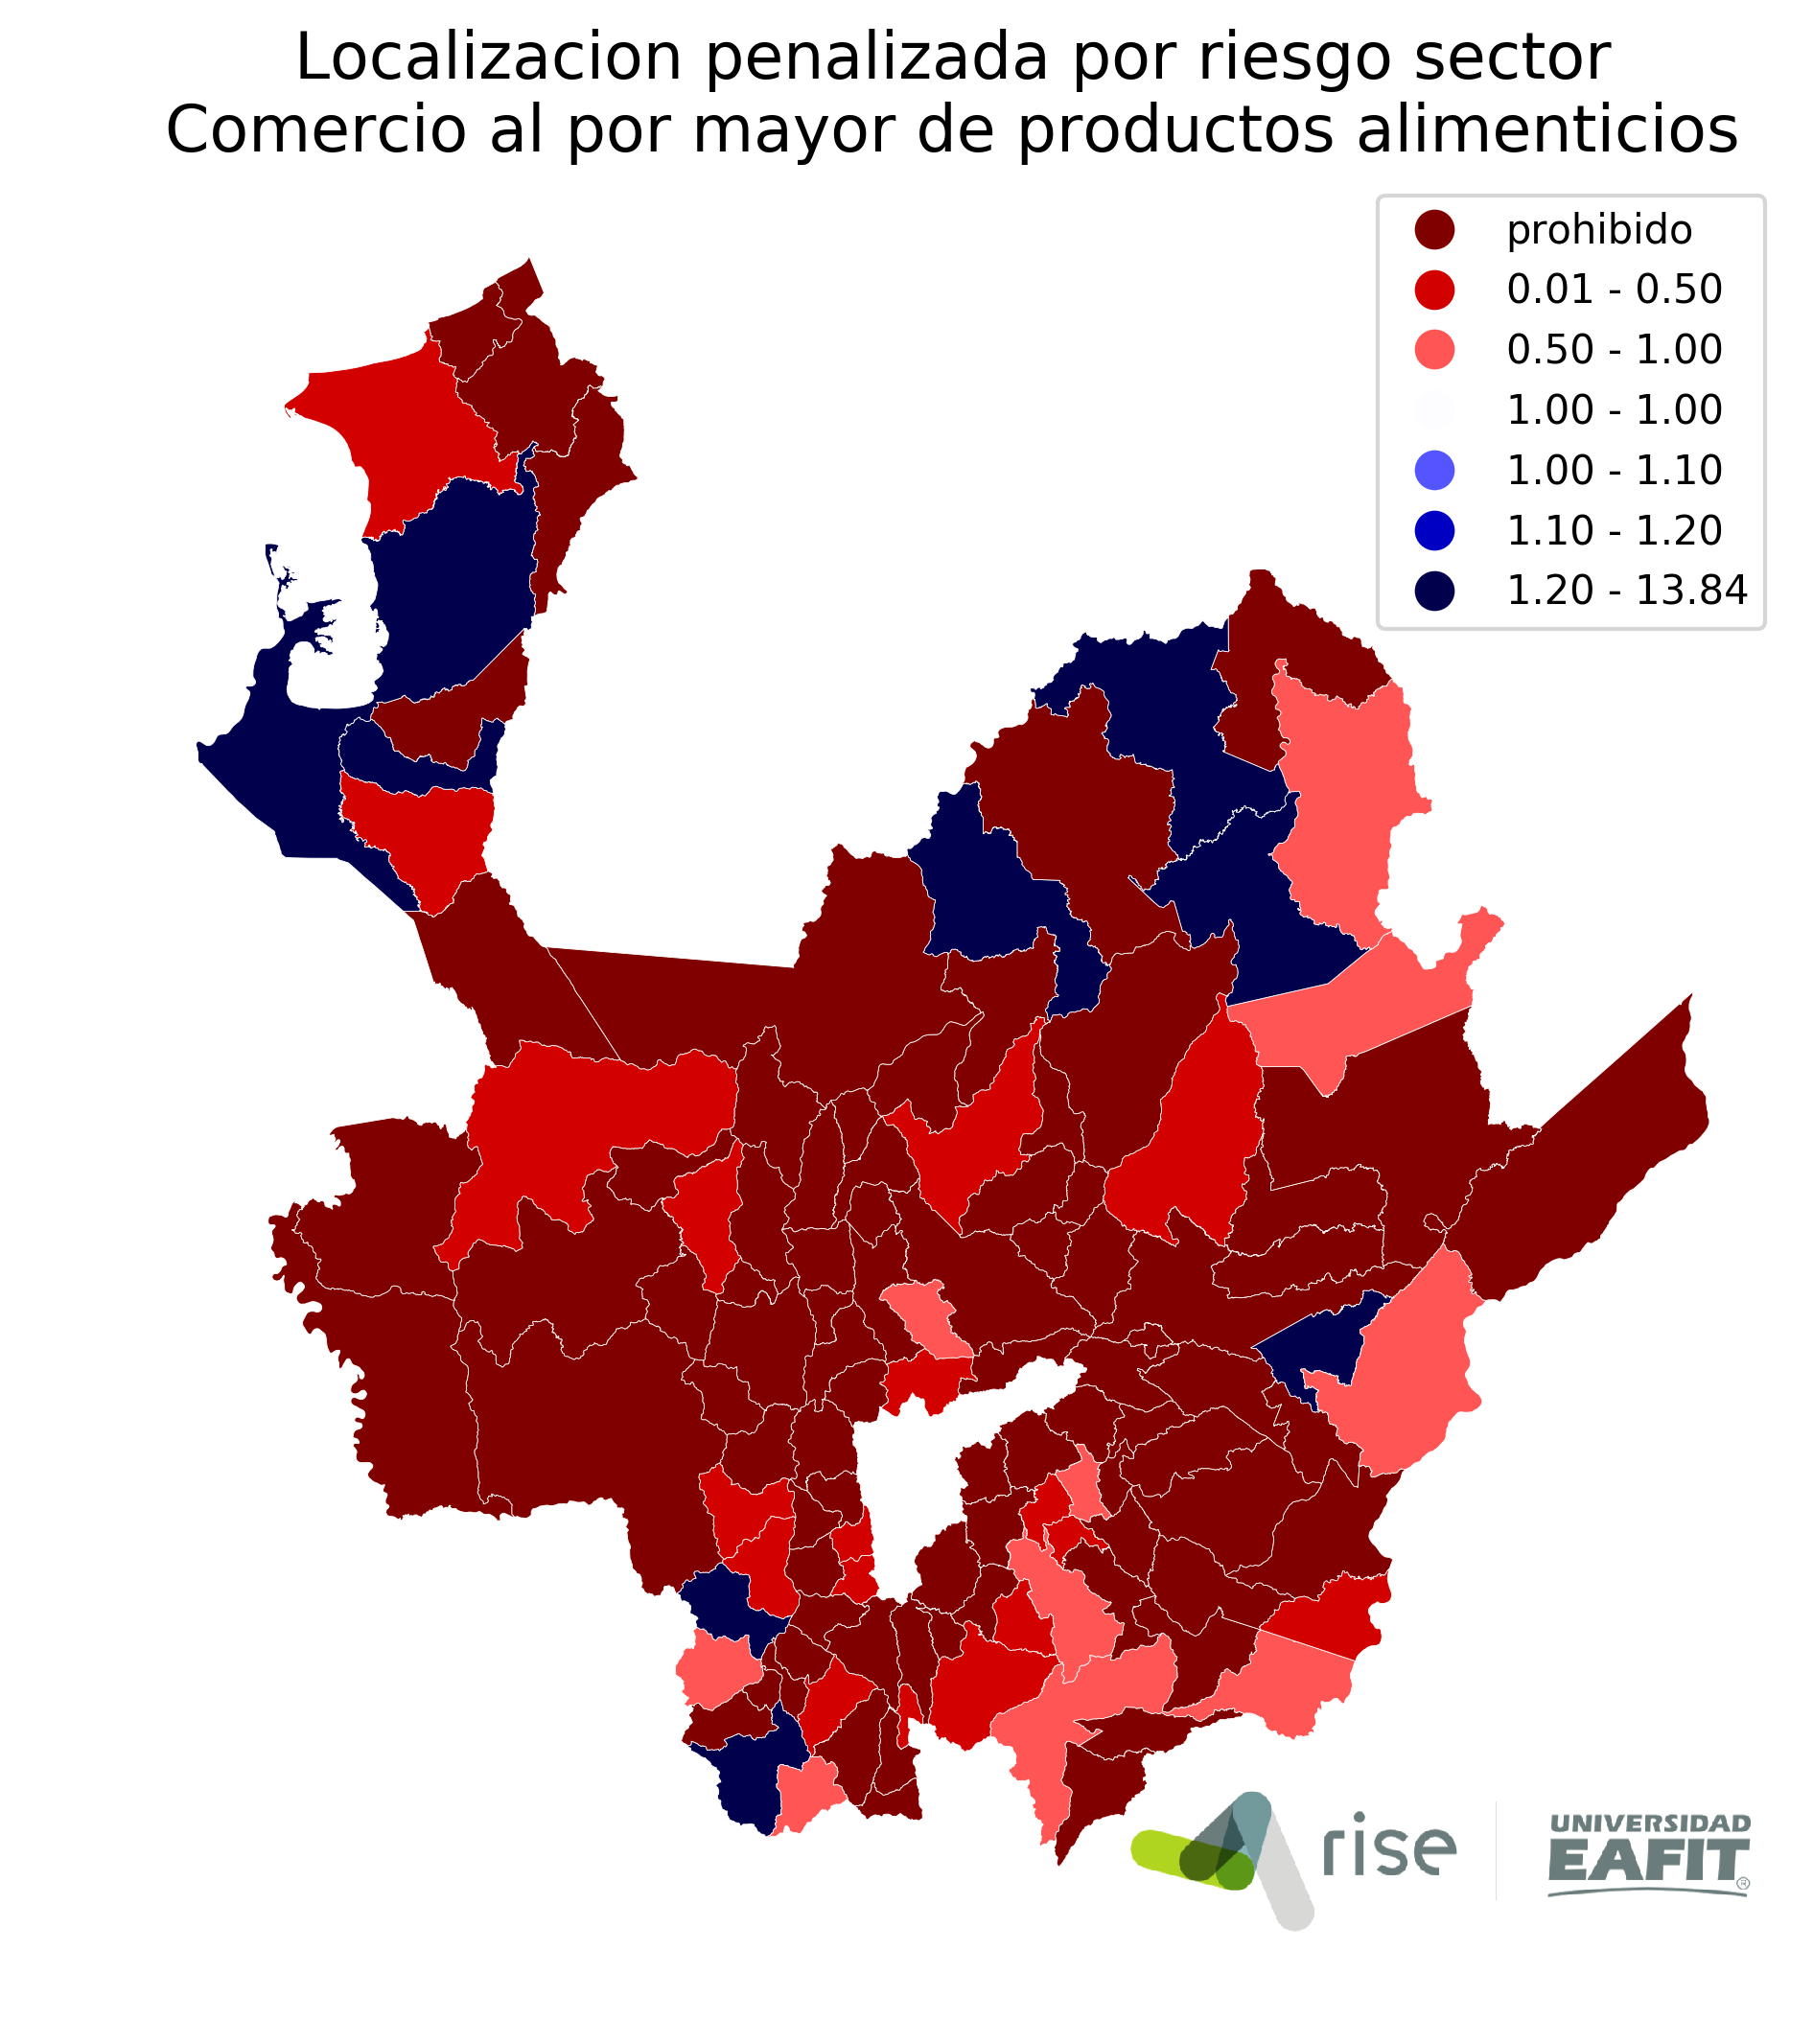 Localizacion penalizada por riesgo sector
Comercio al por mayor de productos alimenticios
prohibido
0.01 - 0.50
0.50 - 1.00
1.00 - 1.00
1.00 - 1.10
1.10 - 1.20
1.20 - 13.84
rise
UNIVERSIDAD
EAFIT®